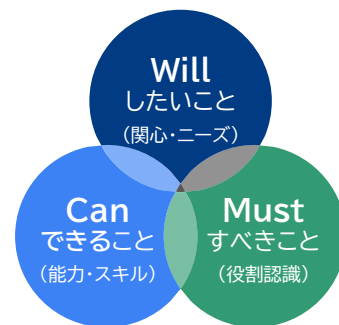 Will
したいこと
(関心・ニーズ)
Can
できること
(能力・スキル)
Must
すべきこと
(役割認識)